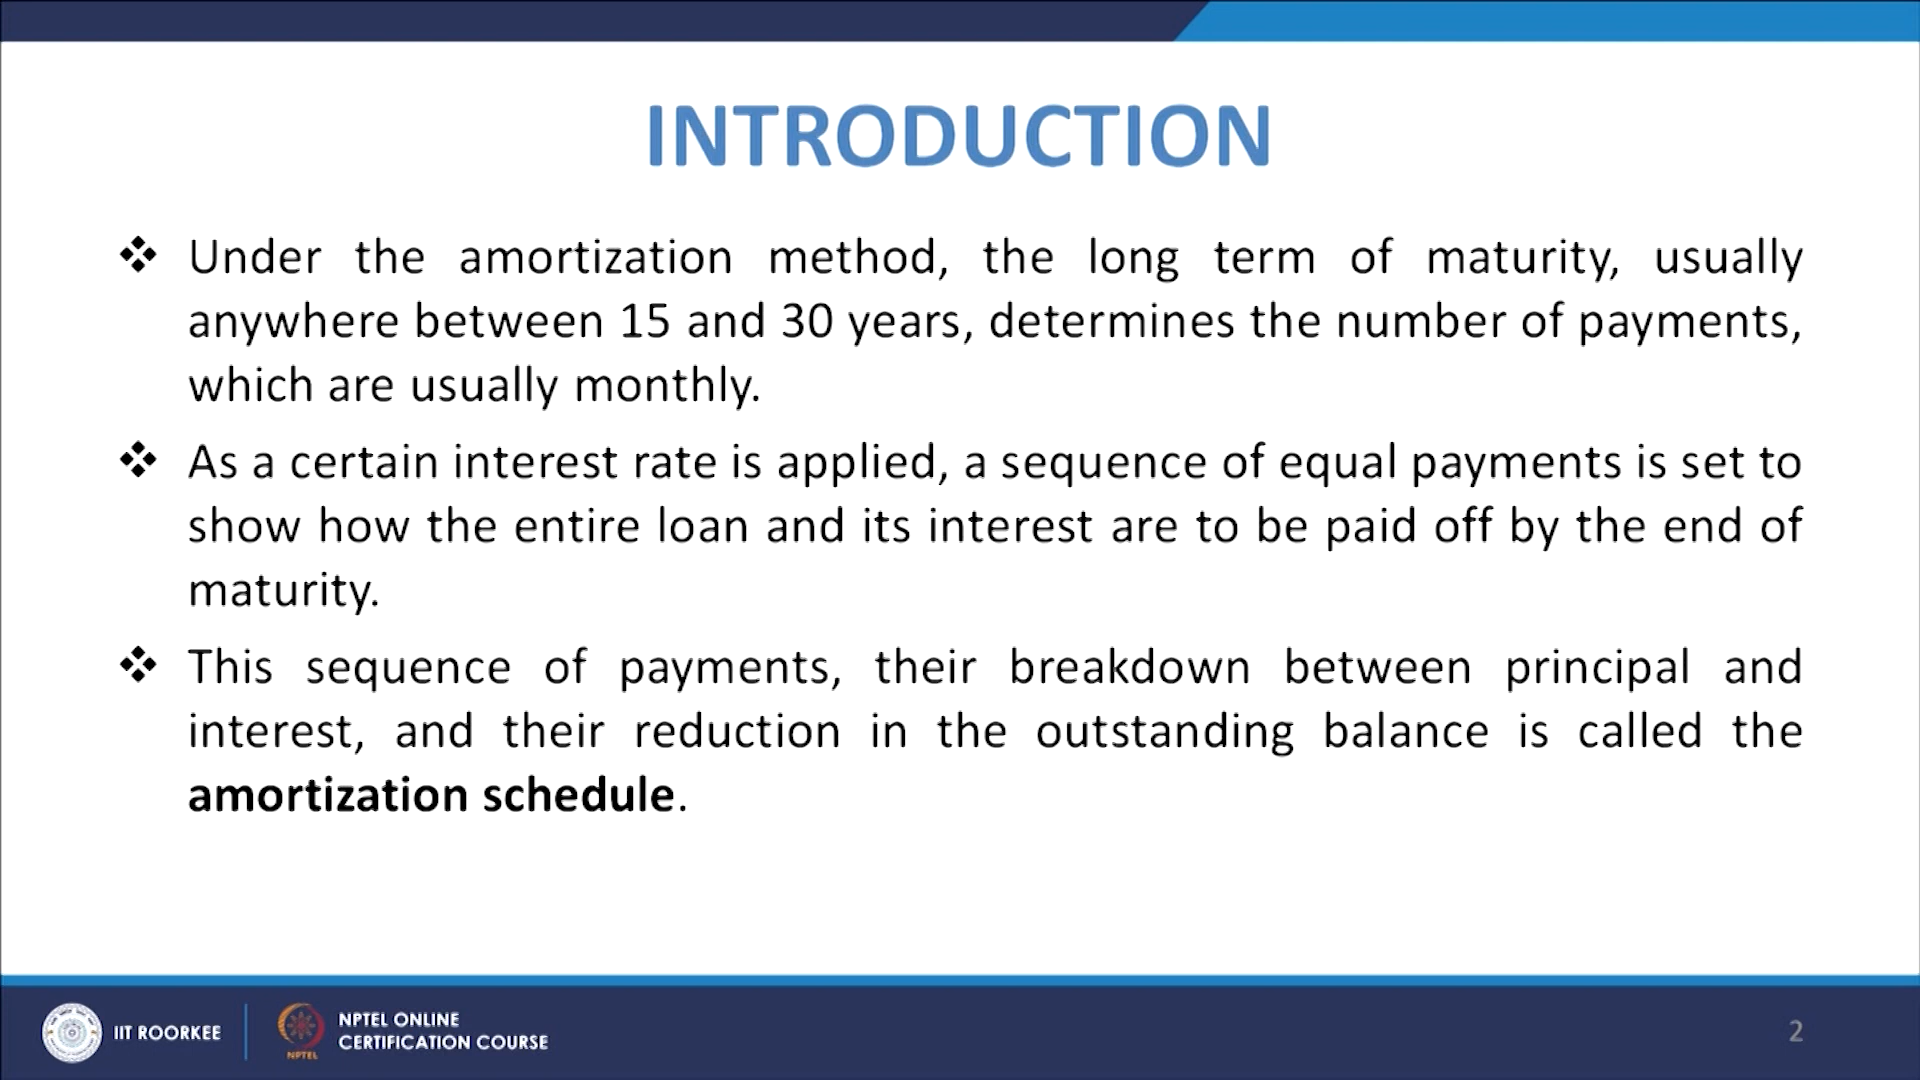 INTRODUCTION
❖ Under the amortization method, the long term of maturity, usually
anywhere between 15 and 30 years, determines the number of payments,
which are usually monthly.
❖ As a certain interest rate is applied, a sequence of equal payments is set to
show how the entire loan and its interest are to be paid off by the end of
maturity.
❖ This sequence of payments, their breakdown between principal and
interest, and their reduction in the outstanding balance is called the
amortization schedule.
IIT ROORKEE
NPTEL
NPTEL ONLINE
CERTIFICATION COURSE
2